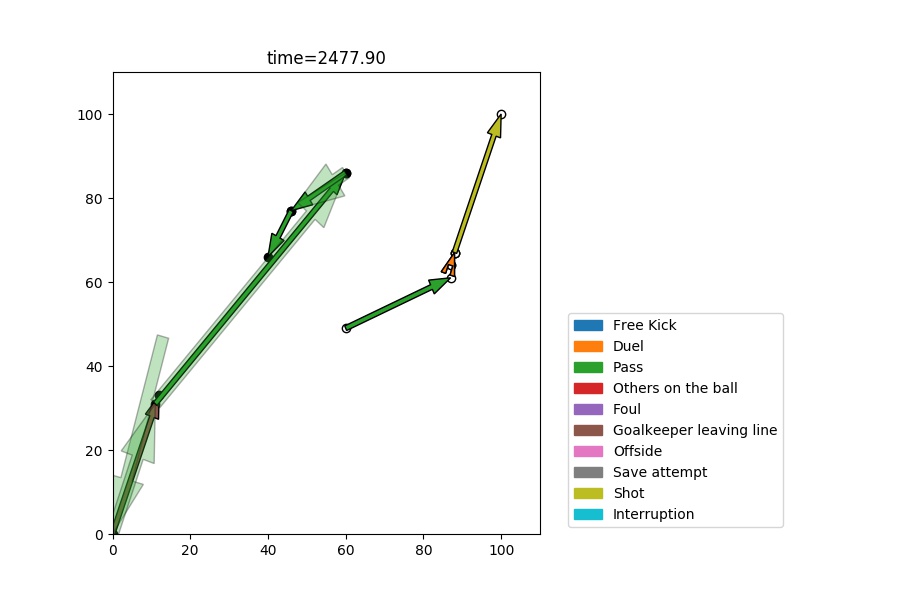 time=2477.90
100
80
60
40
20
0
0 20 40 60 80 100
Free Kick
Duel
Pass
Others on the ball
Foul
Goalkeeper leaving line
Offside
Save attempt
Shot
Interruption